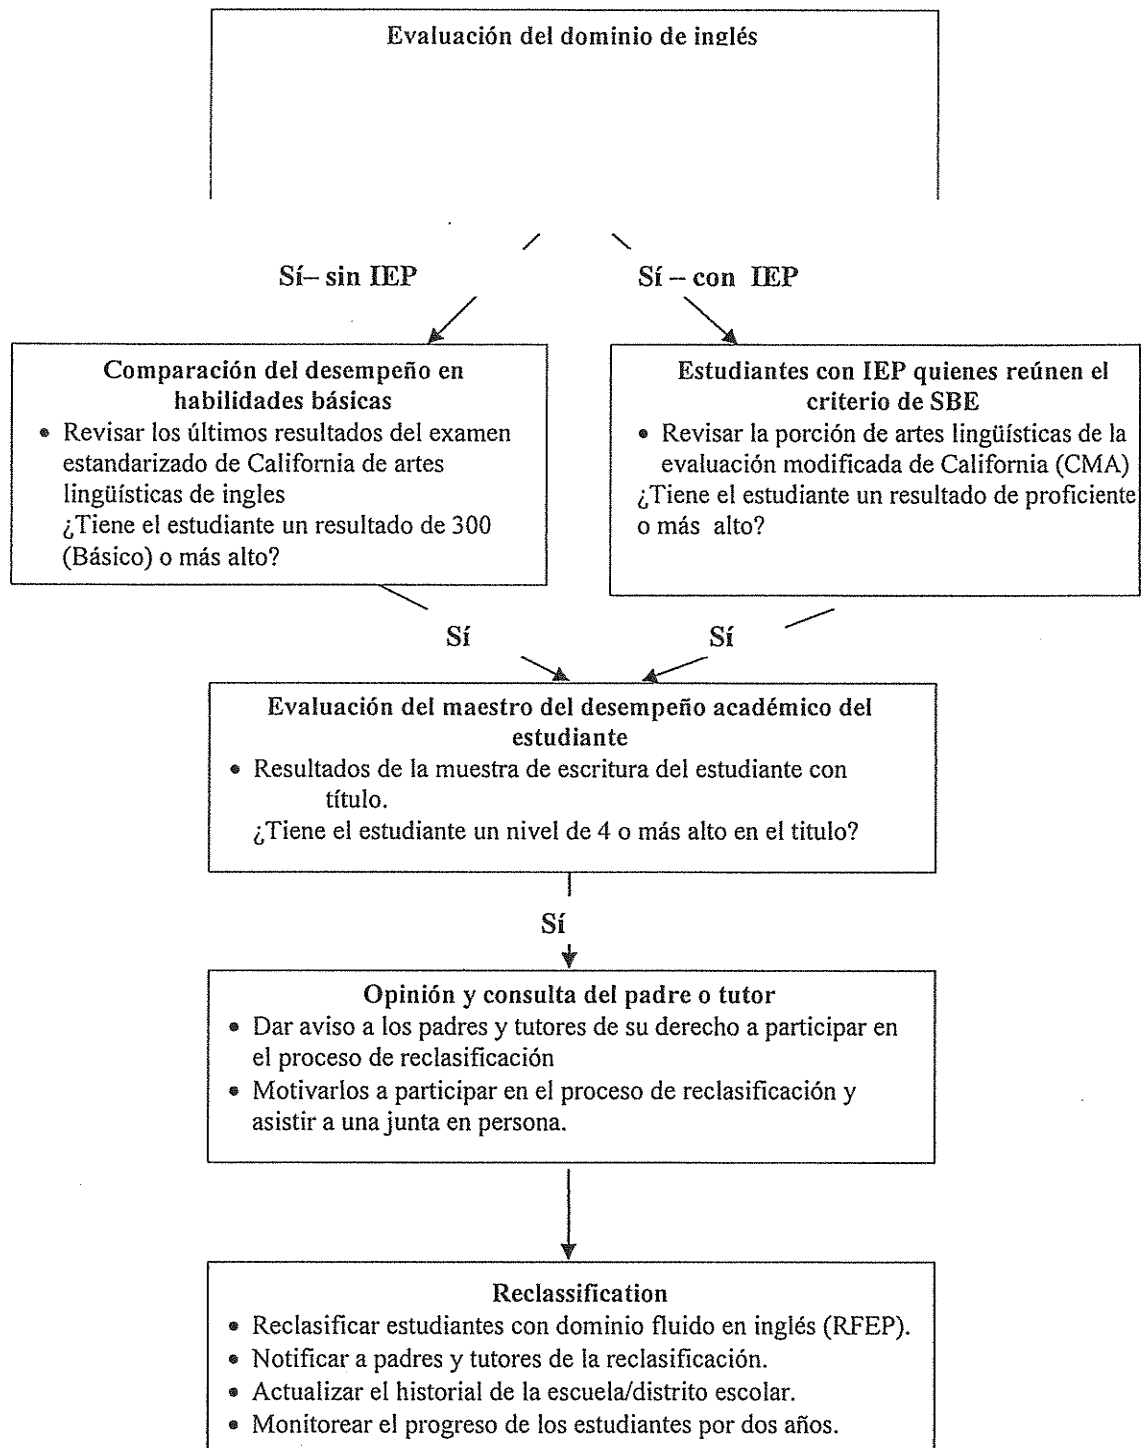 Evaluación del dominio de inglés
Sí– sin IEP
Sí – con IEP
Comparación del desempeño en
habilidades básicas
• Revisar los últimos resultados del examen
estandarizado de California de artes
lingüísticas de ingles
¿Tiene el estudiante un resultado de 300
(Básico) o más alto?
Estudiantes con IEP quienes reúnen el
criterio de SBE
• Revisar la porción de artes lingüísticas de la
evaluación modificada de California (CMA)
¿Tiene el estudiante un resultado de proficiente
o más alto?
Sí
Sí
Evaluación del maestro del desempeño académico del
estudiante
• Resultados de la muestra de escritura del estudiante con
título.
¿Tiene el estudiante un nivel de 4 o más alto en el titulo?
Sí
Opinión y consulta del padre o tutor
• Dar aviso a los padres y tutores de su derecho a participar en
el proceso de reclasificación
• Motivarlos a participar en el proceso de reclasificación y
asistir a una junta en persona.
Reclassification
• Reclasificar estudiantes con dominio fluido en inglés (RFEP).
• Notificar a padres y tutores de la reclasificación.
• Actualizar el historial de la escuela/distrito escolar.
• Monitorear el progreso de los estudiantes por dos años.